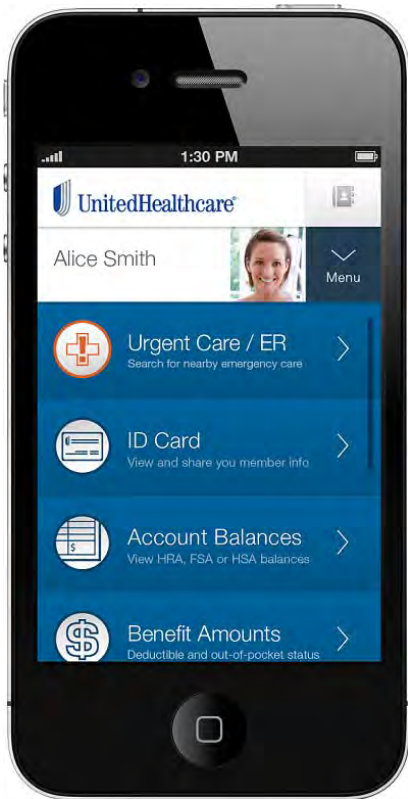 1:30 PM
UnitedHealthcare®
Alice Smith
Menu
Urgent Care / ER
Search for nearby emergency care
ID Card
View and share you member info
$
Account Balances
View HRA, FSA or HSA balances
$
Benefit Amounts
Deductible and out-of-pocket status